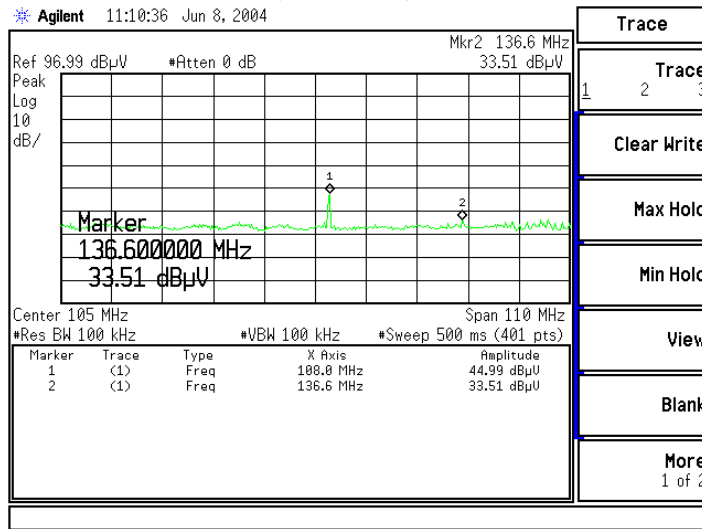 Agilent 11:10:36 Jun 8, 2004
Mkr2 136.6 MHz
Ref 96.99 dBµV #Atten 0 dB 33.51 dBµV
Peak
Log
10
dB/
1
2
Marker
136.600000 MHz
33.51 dBµV
Center 105 MHz Span 110 MHz
#Res BW 100 kHz #VBW 100 kHz #Sweep 500 ms (401 pts)
Marker Trace Type X Axis Amplitude
1 (1) Freq 108.0 MHz 44.99 dBµV
2 (1) Freq 136.6 MHz 33.51 dBµV
Trace
Trace
1 2 3
Clear Write
Max Hold
Min Hold
View
Blank
More
1 of 2